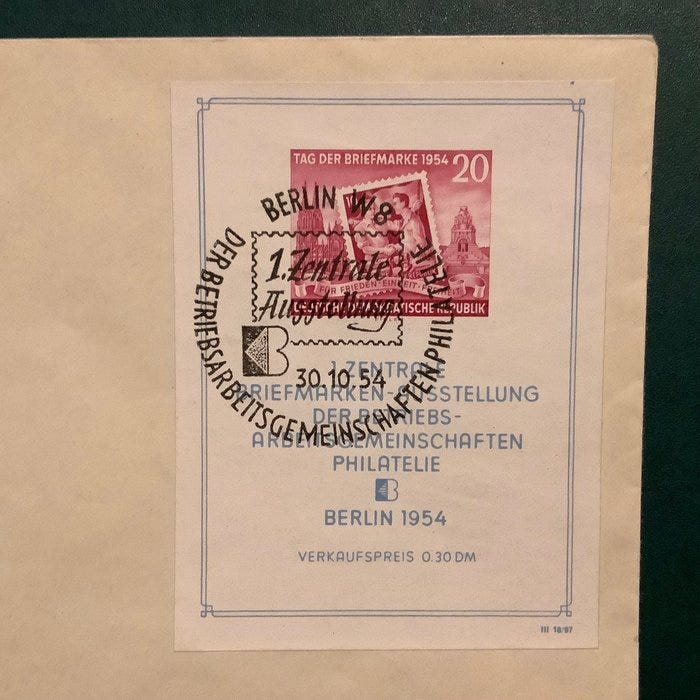 TAG DER BRIEFMARKE 1954 20
FÜR FRIEDEN · EINHEIT · FREIHEIT
DEUTSCHE DEMOKRATISCHE REPUBLIK
BERLIN W 8
1. Zentrale
Ausstellung
B
30.10.54
DER BETRIEBSARBEITSGEMEINSCHAFTEN PHILATELIE
1. ZENTRALE
BRIEFMARKEN-AUSSTELLUNG
DER BETRIEBS-
ARBEITSGEMEINSCHAFTEN
PHILATELIE
B
BERLIN 1954
VERKAUFSPREIS 0.30 DM
III 18/97